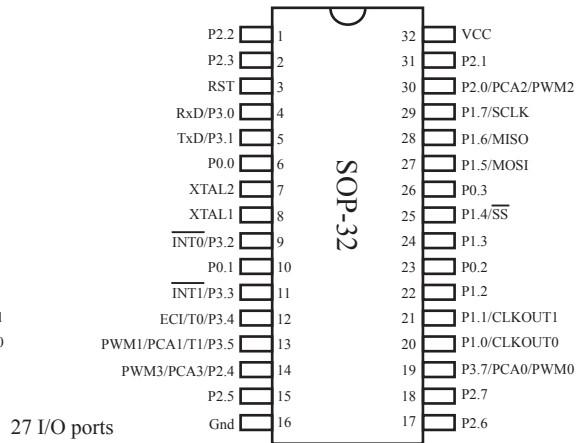 P2.2 1 32 VCC
P2.3 2 31 P2.1
RST 3 30 P2.0/PCA2/PWM2
RxD/P3.0 4 29 P1.7/SCLK
TxD/P3.1 5 28 P1.6/MISO
P0.0 6 27 P1.5/MOSI
XTAL2 7 26 P0.3
XTAL1 8 25 P1.4/S̅S̅
I̅N̅T̅0̅/P3.2 9 24 P1.3
P0.1 10 23 P0.2
I̅N̅T̅1̅/P3.3 11 22 P1.2
ECI/T0/P3.4 12 21 P1.1/CLKOUT1
PWM1/PCA1/T1/P3.5 13 20 P1.0/CLKOUT0
PWM3/PCA3/P2.4 14 19 P3.7/PCA0/PWM0
P2.5 15 18 P2.7
Gnd 16 17 P2.6
SOP-32
27 I/O ports